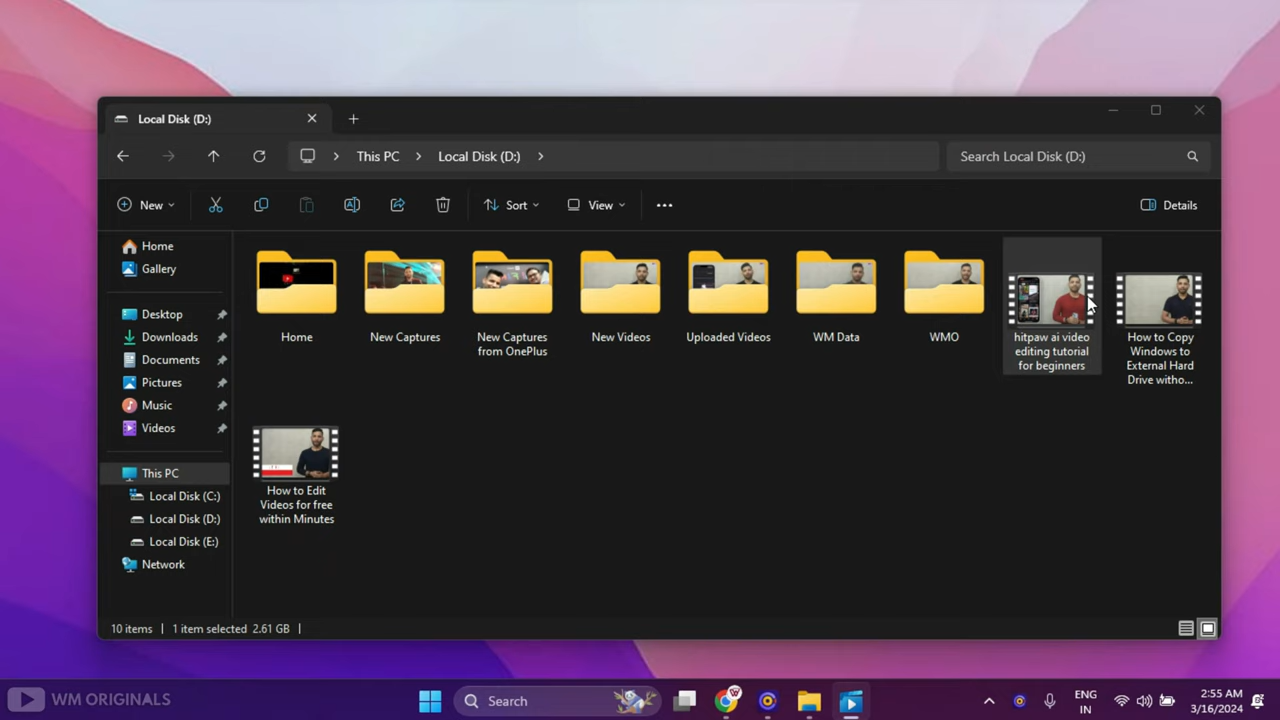 Local Disk (D:)
This PC
Local Disk (D:)
Search Local Disk (D:)
New
Sort
View
Details
Home
Gallery
Desktop
Downloads
Documents
Pictures
Music
Videos
This PC
Local Disk (C:)
Local Disk (D:)
Local Disk (E:)
Network
Home
New Captures
New Captures
from OnePlus
New Videos
Uploaded Videos
WM Data
WMO
hitpaw ai video
editing tutorial
for beginners
How to Copy
Windows to
External Hard
Drive witho...
How to Edit
Videos for free
within Minutes
10 items
1 item selected 2.61 GB
WM ORIGINALS
Search
ENG
IN
2:55 AM
3/16/2024